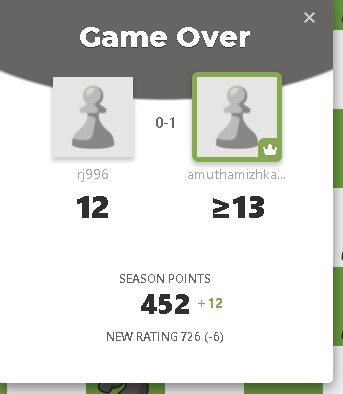 Game Over
0-1
rj996
amuthamizhka...
12
≥13
SEASON POINTS
452 +12
NEW RATING 726 (-6)